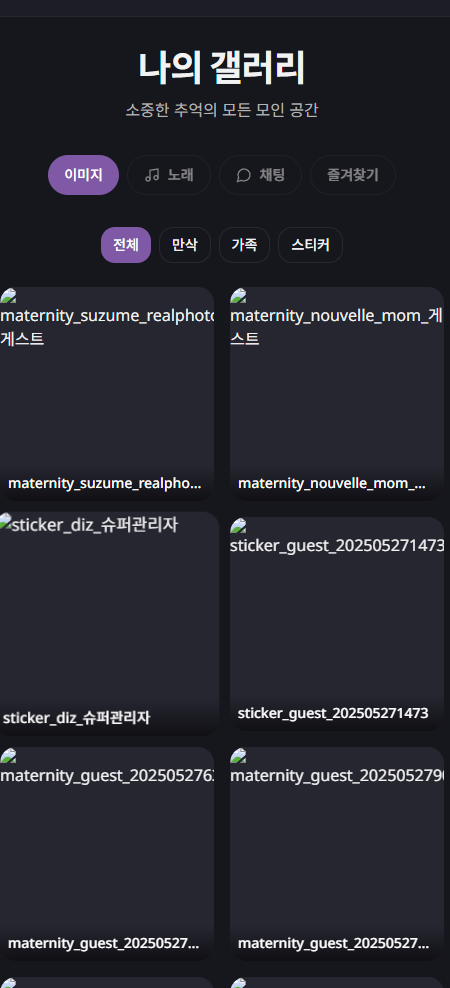 나의 갤러리
소중한 추억의 모든 모인 공간
이미지 노래 채팅 즐겨찾기
전체 만삭 가족 스티커
maternity_suzume_realphoto
게스트
maternity_suzume_realpho...
maternity_nouvelle_mom_게
스트
maternity_nouvelle_mom_...
sticker_diz_슈퍼관리자
sticker_diz_슈퍼관리자
sticker_guest_202505271473
sticker_guest_202505271473
maternity_guest_202505276
maternity_guest_20250527...
maternity_guest_2025052790
maternity_guest_20250527...